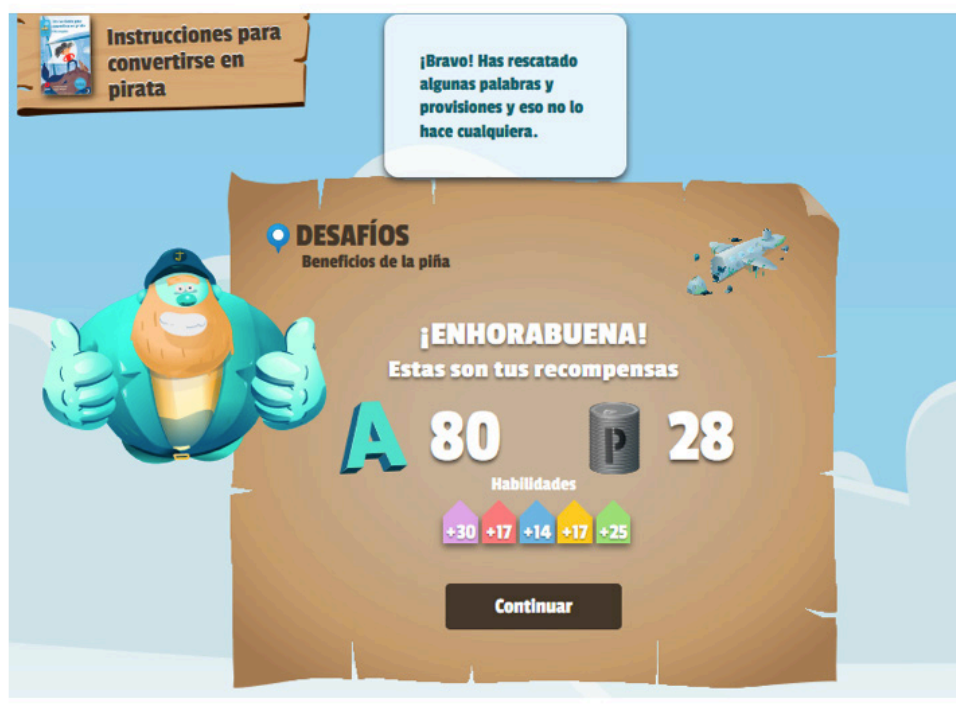 Instrucciones para
convertirse en
pirata
¡Bravo! Has rescatado
algunas palabras y
provisiones y eso no lo
hace cualquiera.
DESAFÍOS
Beneficios de la piña
¡ENHORABUENA!
Estas son tus recompensas
A 80 P 28
Habilidades
+30 +17 +14 +17 +25
Continuar